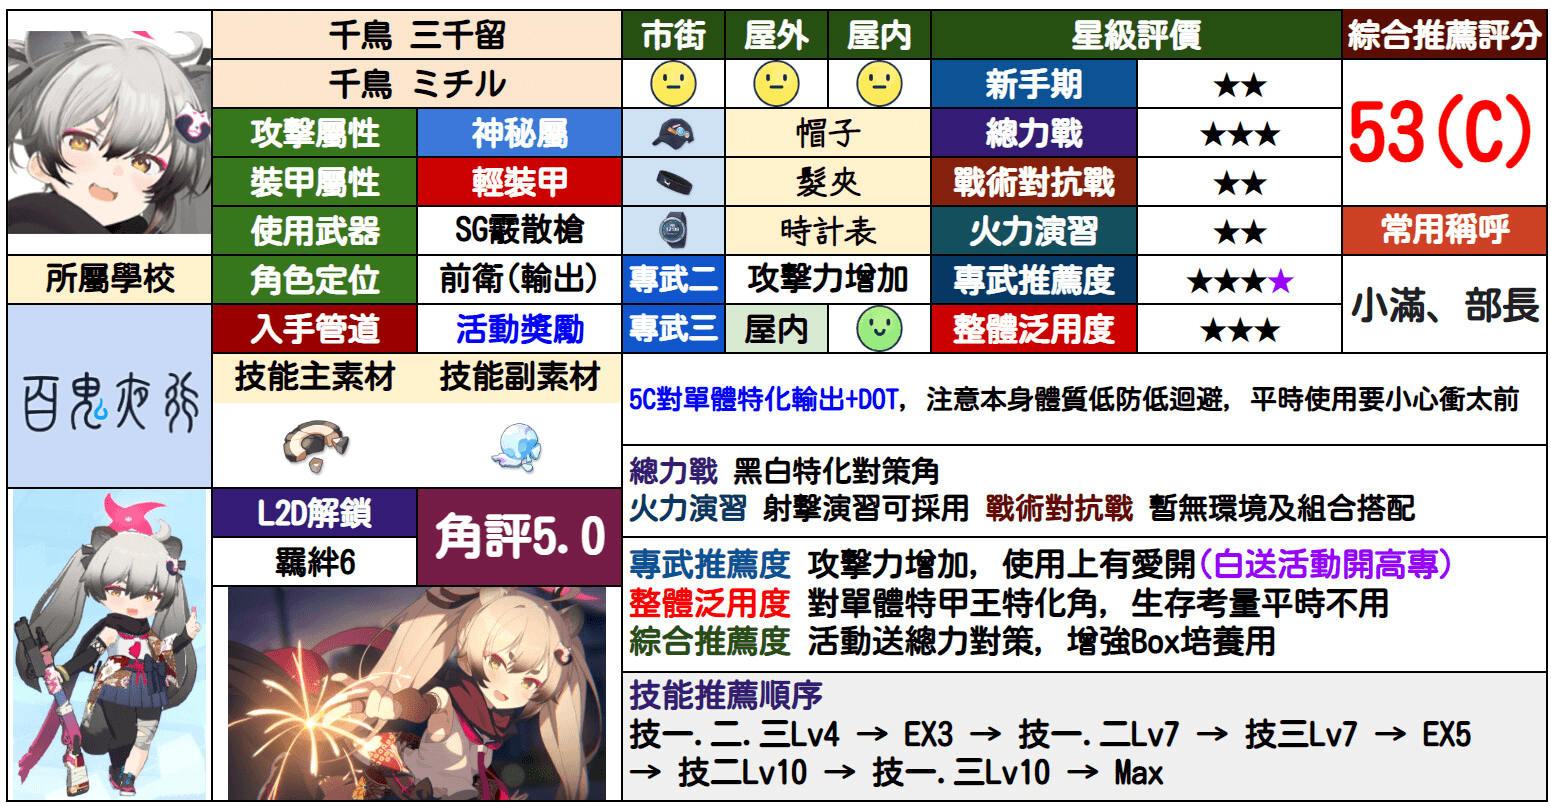 千鳥 三千留
市街
屋外
屋内
星級評價
綜合推薦評分
千鳥 ミチル
新手期
★★
53(C)
攻擊屬性
神秘屬
帽子
總力戰
★★★
裝甲屬性
輕裝甲
髮夾
戰術對抗戰
★★
使用武器
SG霰散槍
時計表
火力演習
★★
常用稱呼
所屬學校
角色定位
前衛(輸出)
專武二
攻擊力增加
專武推薦度
★★★★
小滿、部長
入手管道
活動獎勵
專武三
屋内
整體泛用度
★★★
百鬼夜行
技能主素材
技能副素材
5C對單體特化輸出+DOT, 注意本身體質低防低迴避, 平時使用要小心衝太前
總力戰 黑白特化對策角
火力演習 射擊演習可採用 戰術對抗戰 暫無環境及組合搭配
L2D解鎖
角評5.0
羈絆6
專武推薦度 攻擊力增加, 使用上有愛開(白送活動開高專)
整體泛用度 對單體特甲王特化角, 生存考量平時不用
綜合推薦度 活動送總力對策, 增強Box培養用
技能推薦順序
技一.二.三Lv4 → EX3 → 技一.二Lv7 → 技三Lv7 → EX5
→ 技二Lv10 → 技一.三Lv10 → Max